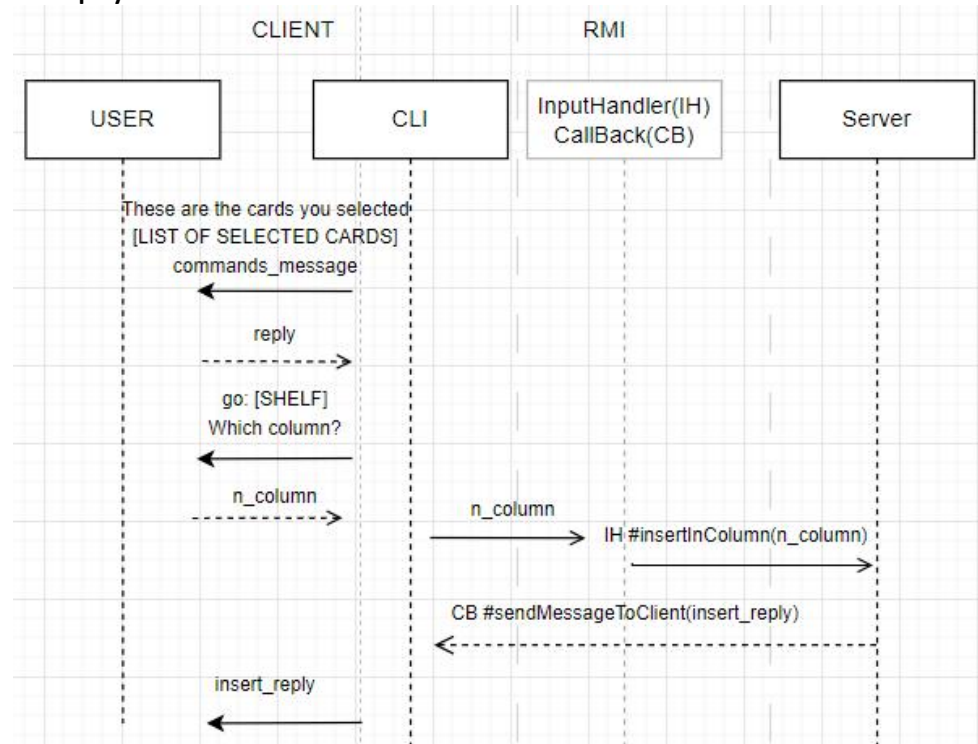 CLIENT
RMI
USER
CLI
InputHandler(IH)
CallBack(CB)
Server
These are the cards you selected
[LIST OF SELECTED CARDS]
commands_message
reply
go: [SHELF]
Which column?
n_column
n_column
IH #insertInColumn(n_column)
CB #sendMessageToClient(insert_reply)
insert_reply